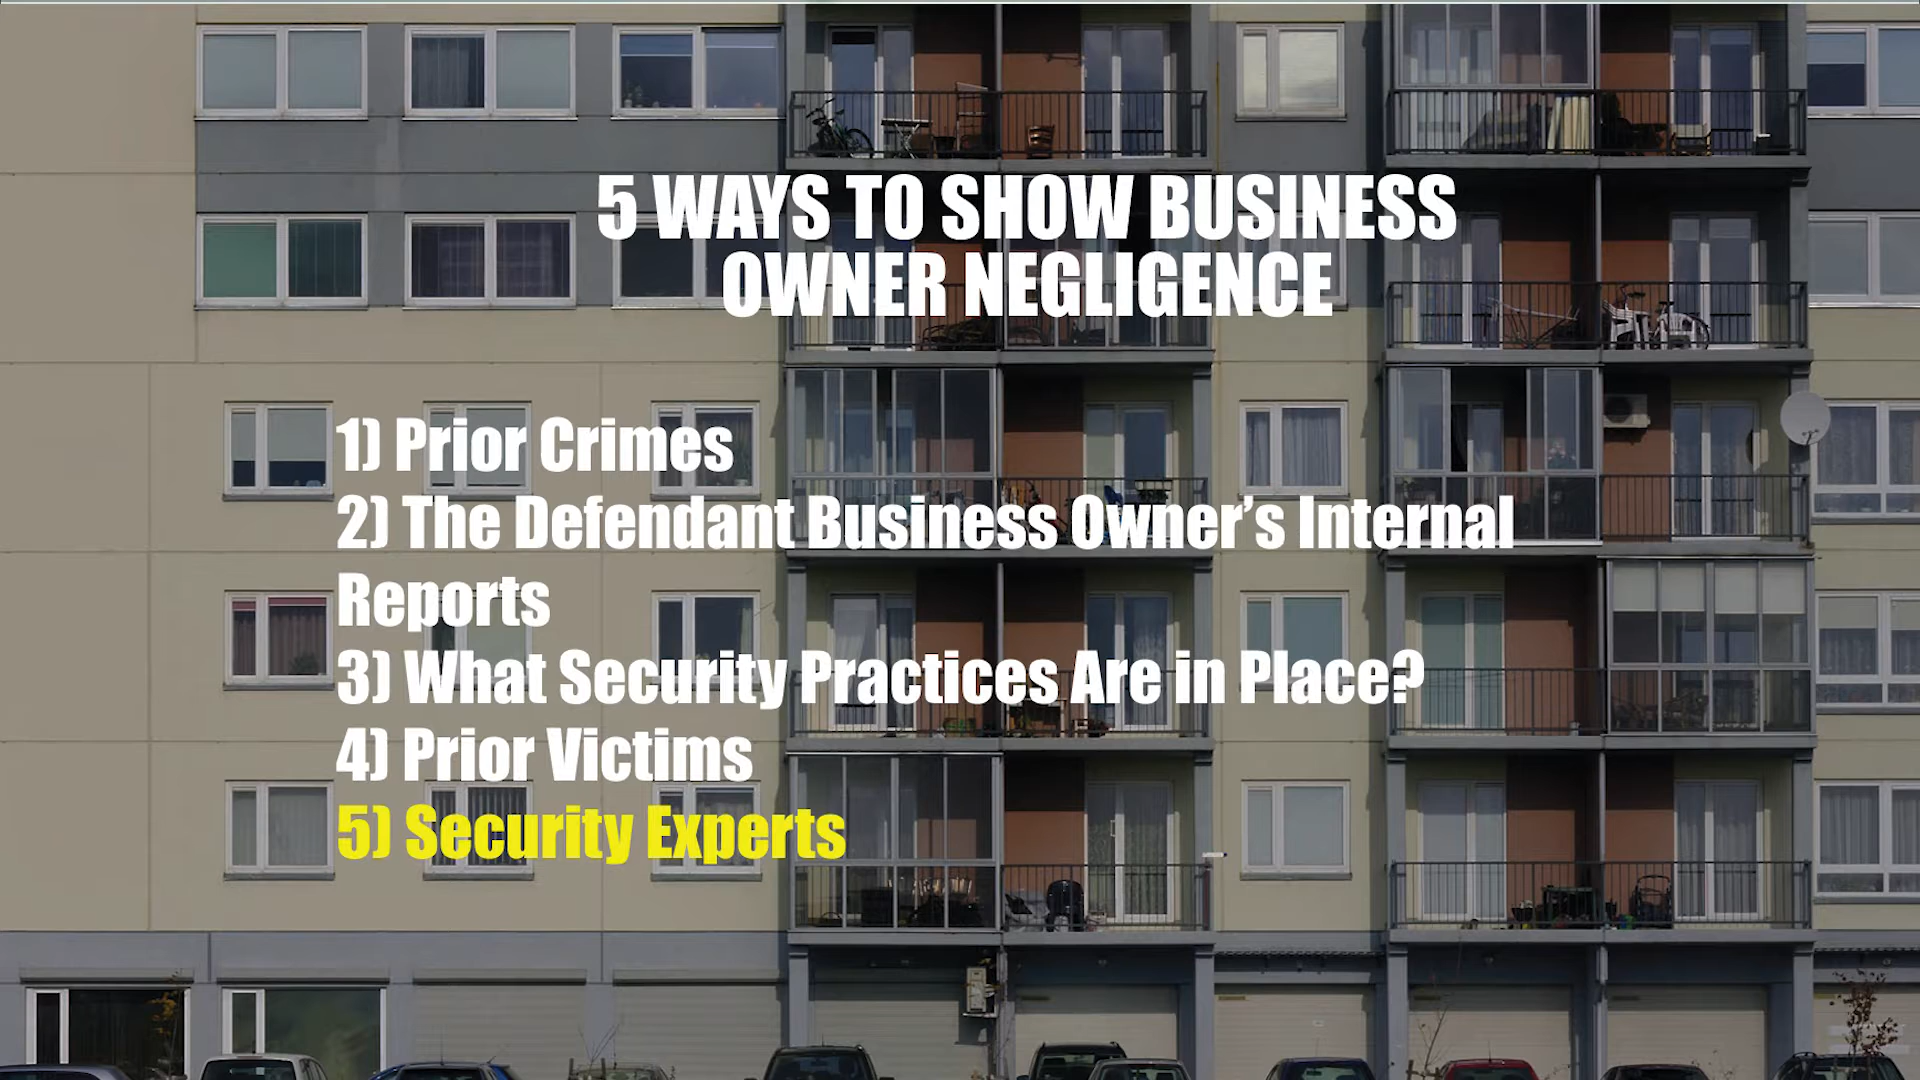 5 WAYS TO SHOW BUSINESS
OWNER NEGLIGENCE
1) Prior Crimes
2) The Defendant Business Owner’s Internal
Reports
3) What Security Practices Are in Place?
4) Prior Victims
5) Security Experts